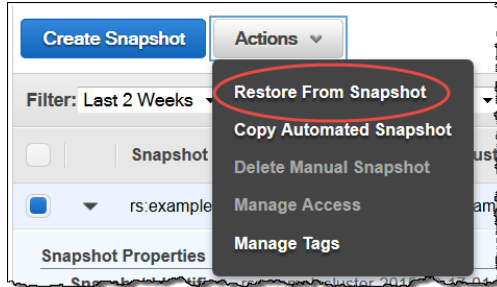 Create Snapshot Actions
Restore From Snapshot
Filter: Last 2 Weeks
Copy Automated Snapshot
Snapshot
Delete Manual Snapshot
rs:example
Manage Access
Manage Tags
Snapshot Properties